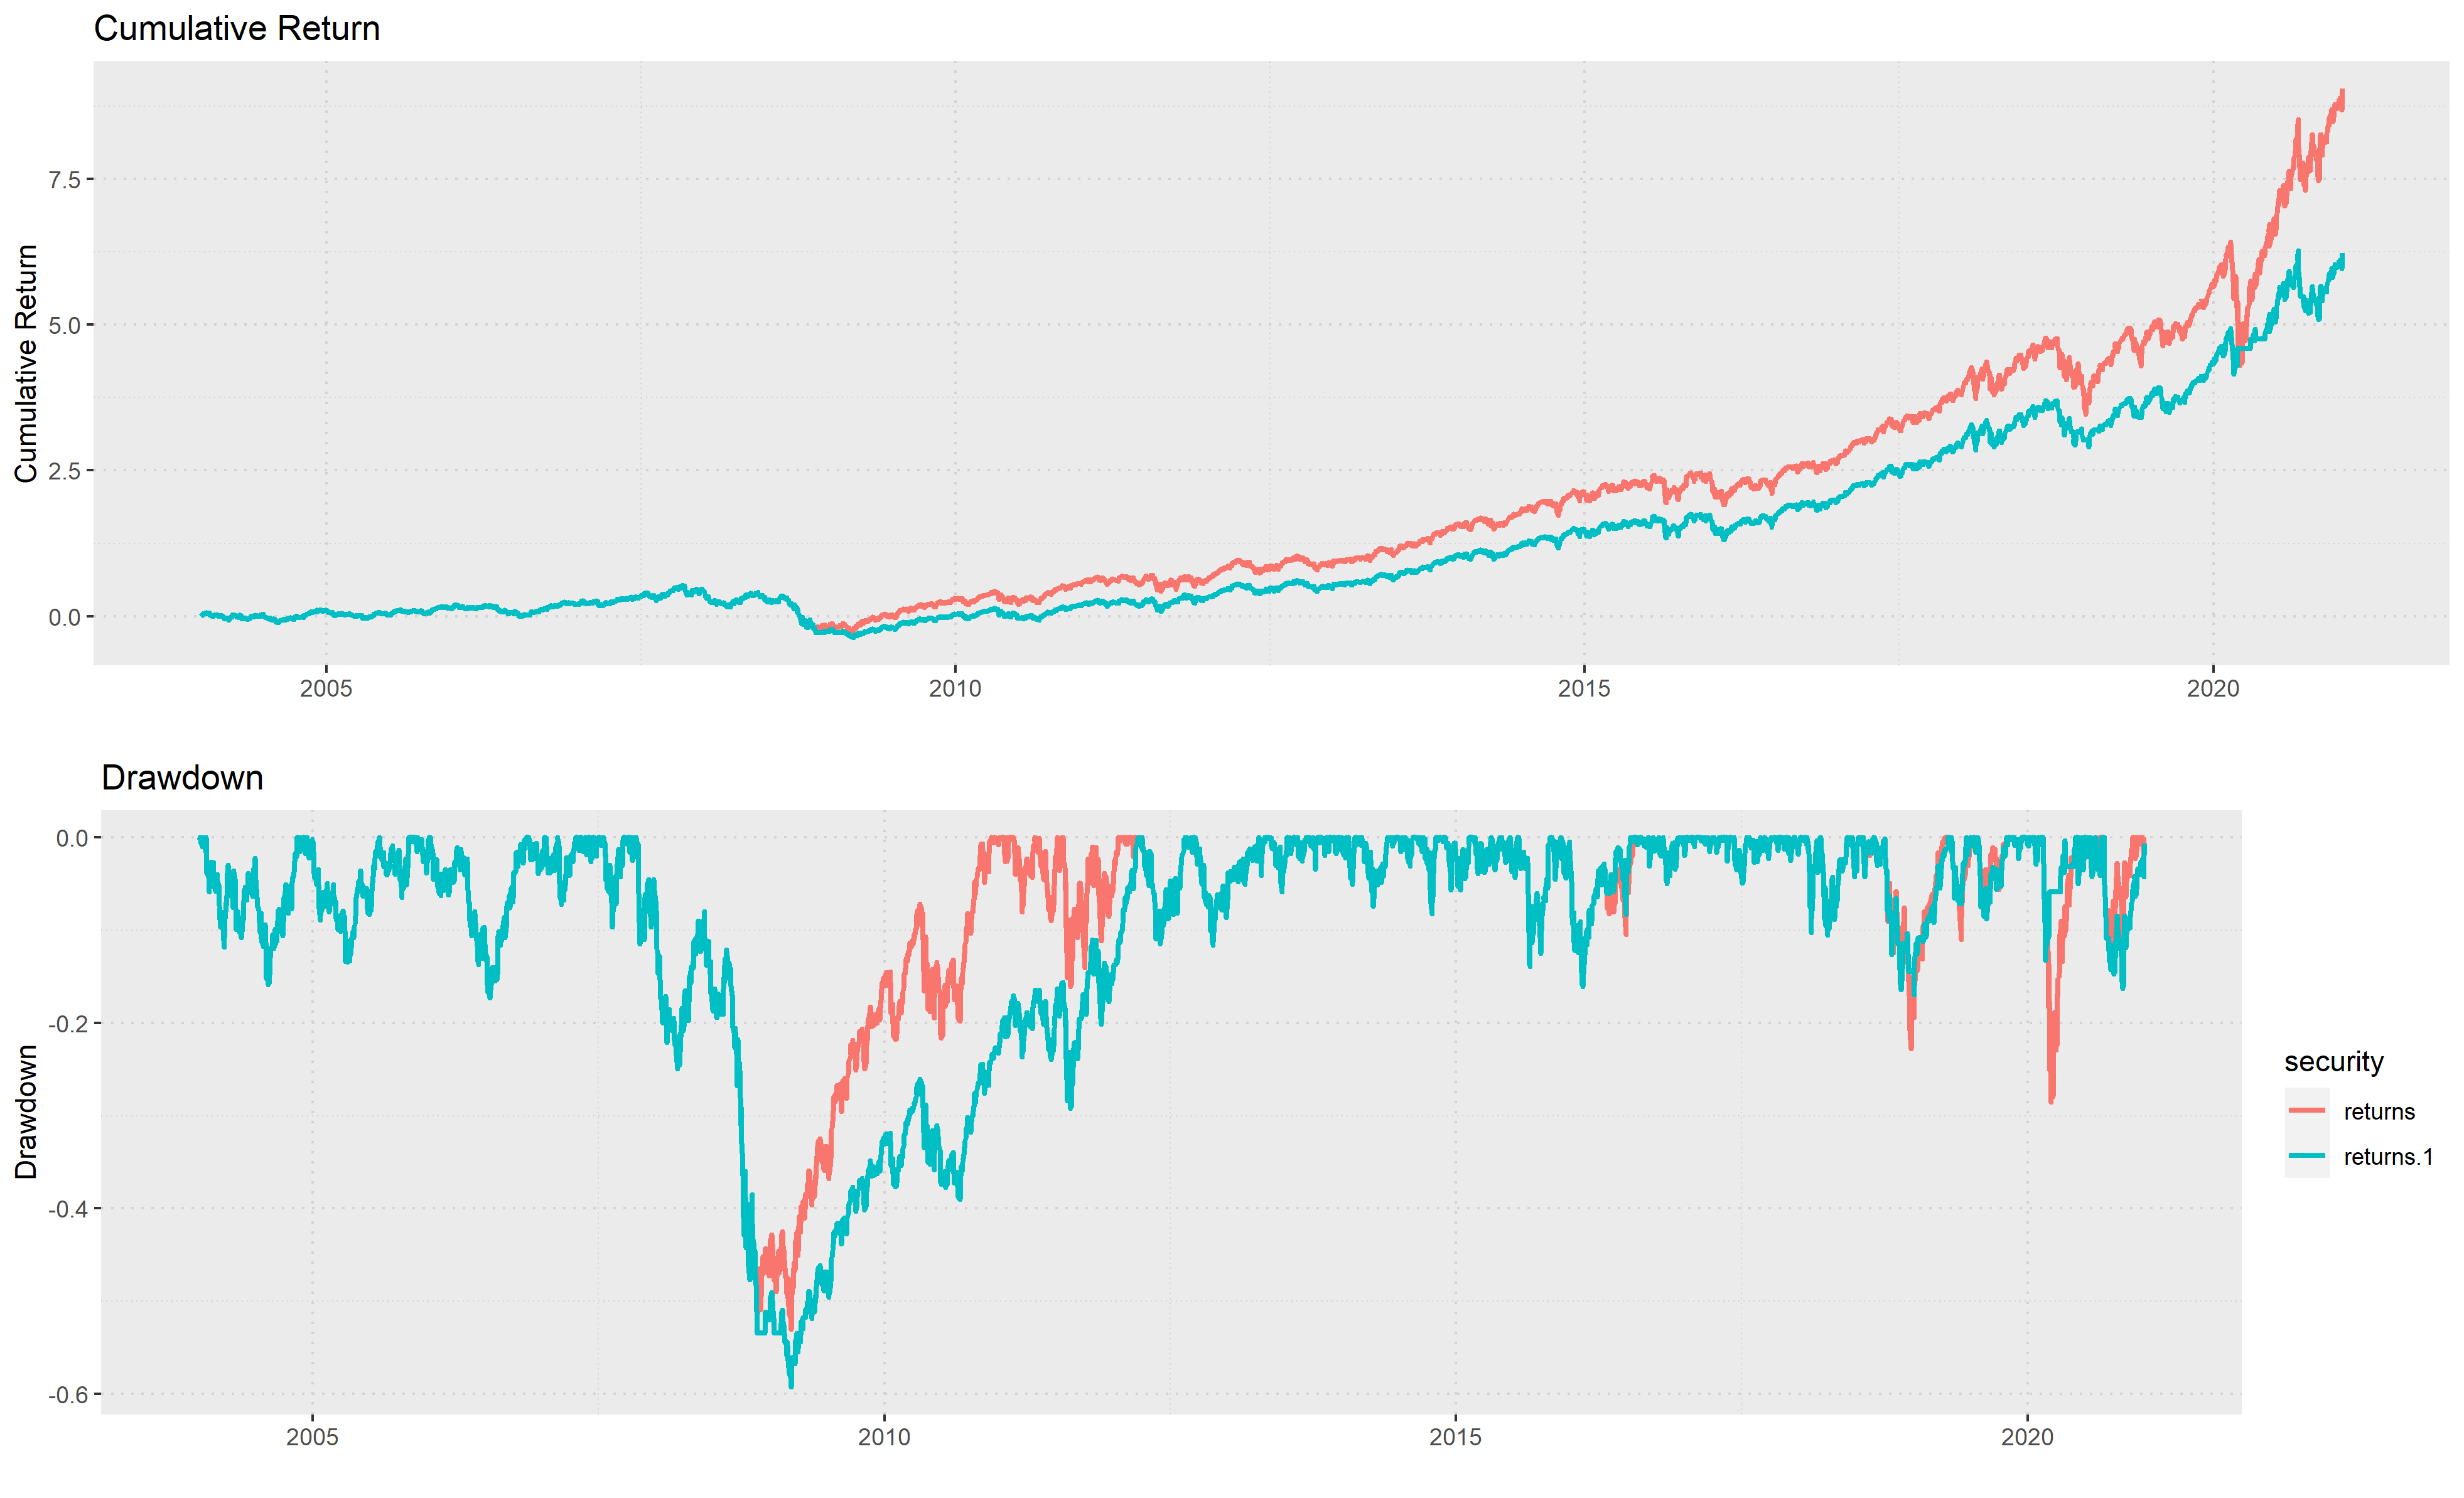 Cumulative Return
Cumulative Return
7.5
5.0
2.5
0.0
2005 2010 2015 2020
Drawdown
Drawdown
0.0
-0.2
-0.4
-0.6
2005 2010 2015 2020
security
returns
returns.1